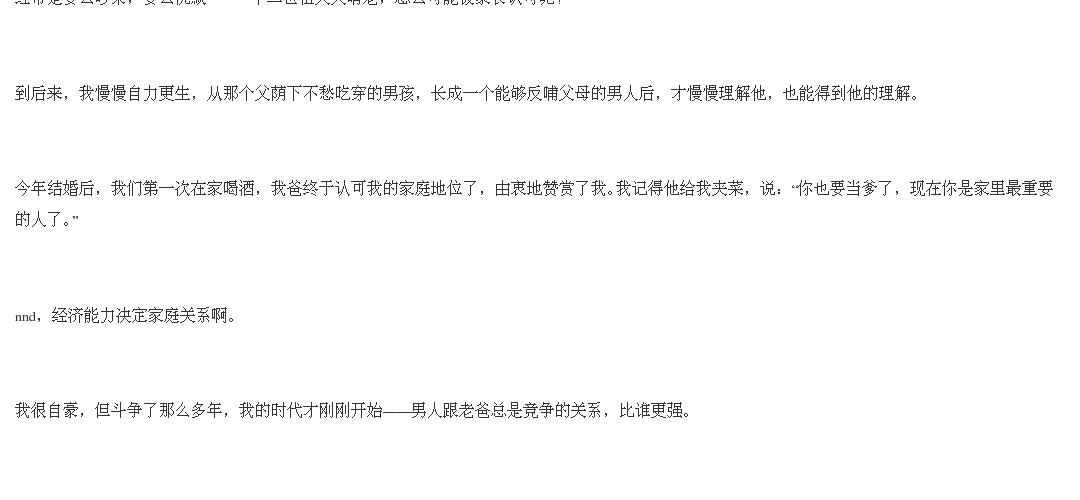 到后来，我慢慢自力更生，从那个父荫下不愁吃穿的男孩，长成一个能够反哺父母的男人后，才慢慢理解他，也能得到他的理解。
今年结婚后，我们第一次在家喝酒，我爸终于认可我的家庭地位了，由衷地赞赏了我。我记得他给我夹菜，说：“你也要当爹了，现在你是家里最重要
的人了。”
nnd，经济能力决定家庭关系啊。
我很自豪，但斗争了那么多年，我的时代才刚刚开始——男人跟老爸总是竞争的关系，比谁更强。